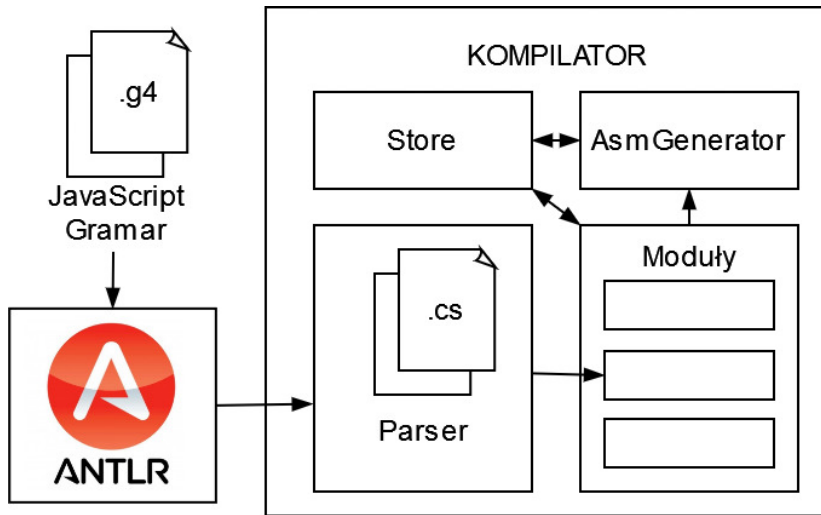 .g4
JavaScript
Gramar
ANTLR
KOMPILATOR
Store
AsmGenerator
.cs
Parser
Moduły